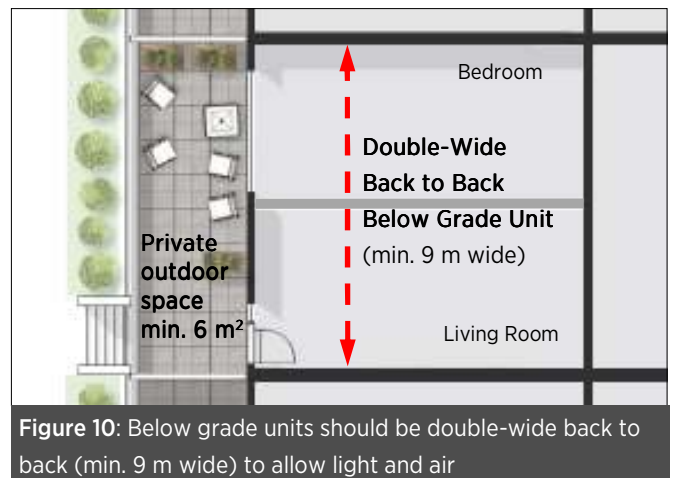 Bedroom
Double-Wide
Back to Back
Below Grade Unit
(min. 9 m wide)
Private
outdoor
space
min. 6 m²
Living Room
Figure 10: Below grade units should be double-wide back to
back (min. 9 m wide) to allow light and air